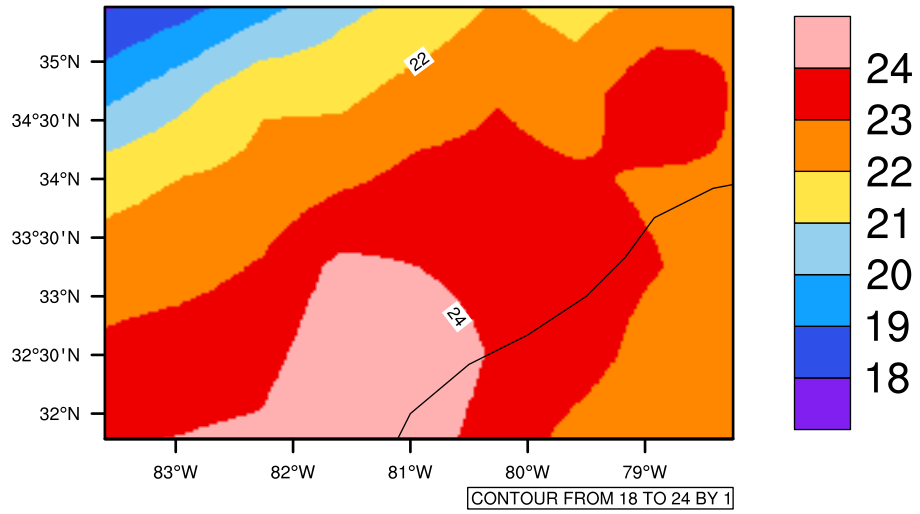 35°N
34°30'N
34°N
33°30'N
33°N
32°30'N
32°N
22
24
83°W 82°W 81°W 80°W 79°W
CONTOUR FROM 18 TO 24 BY 1
24
23
22
21
20
19
18